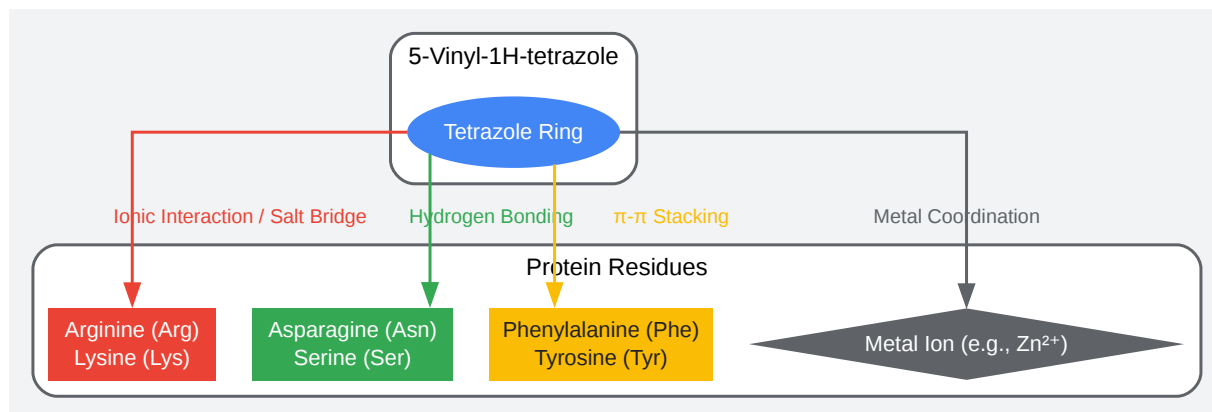 5-Vinyl-1H-tetrazole
Tetrazole Ring
Ionic Interaction / Salt Bridge
Hydrogen Bonding
π-π Stacking
Metal Coordination
Protein Residues
Arginine (Arg)
Lysine (Lys)
Asparagine (Asn)
Serine (Ser)
Phenylalanine (Phe)
Tyrosine (Tyr)
Metal Ion (e.g., Zn²⁺)